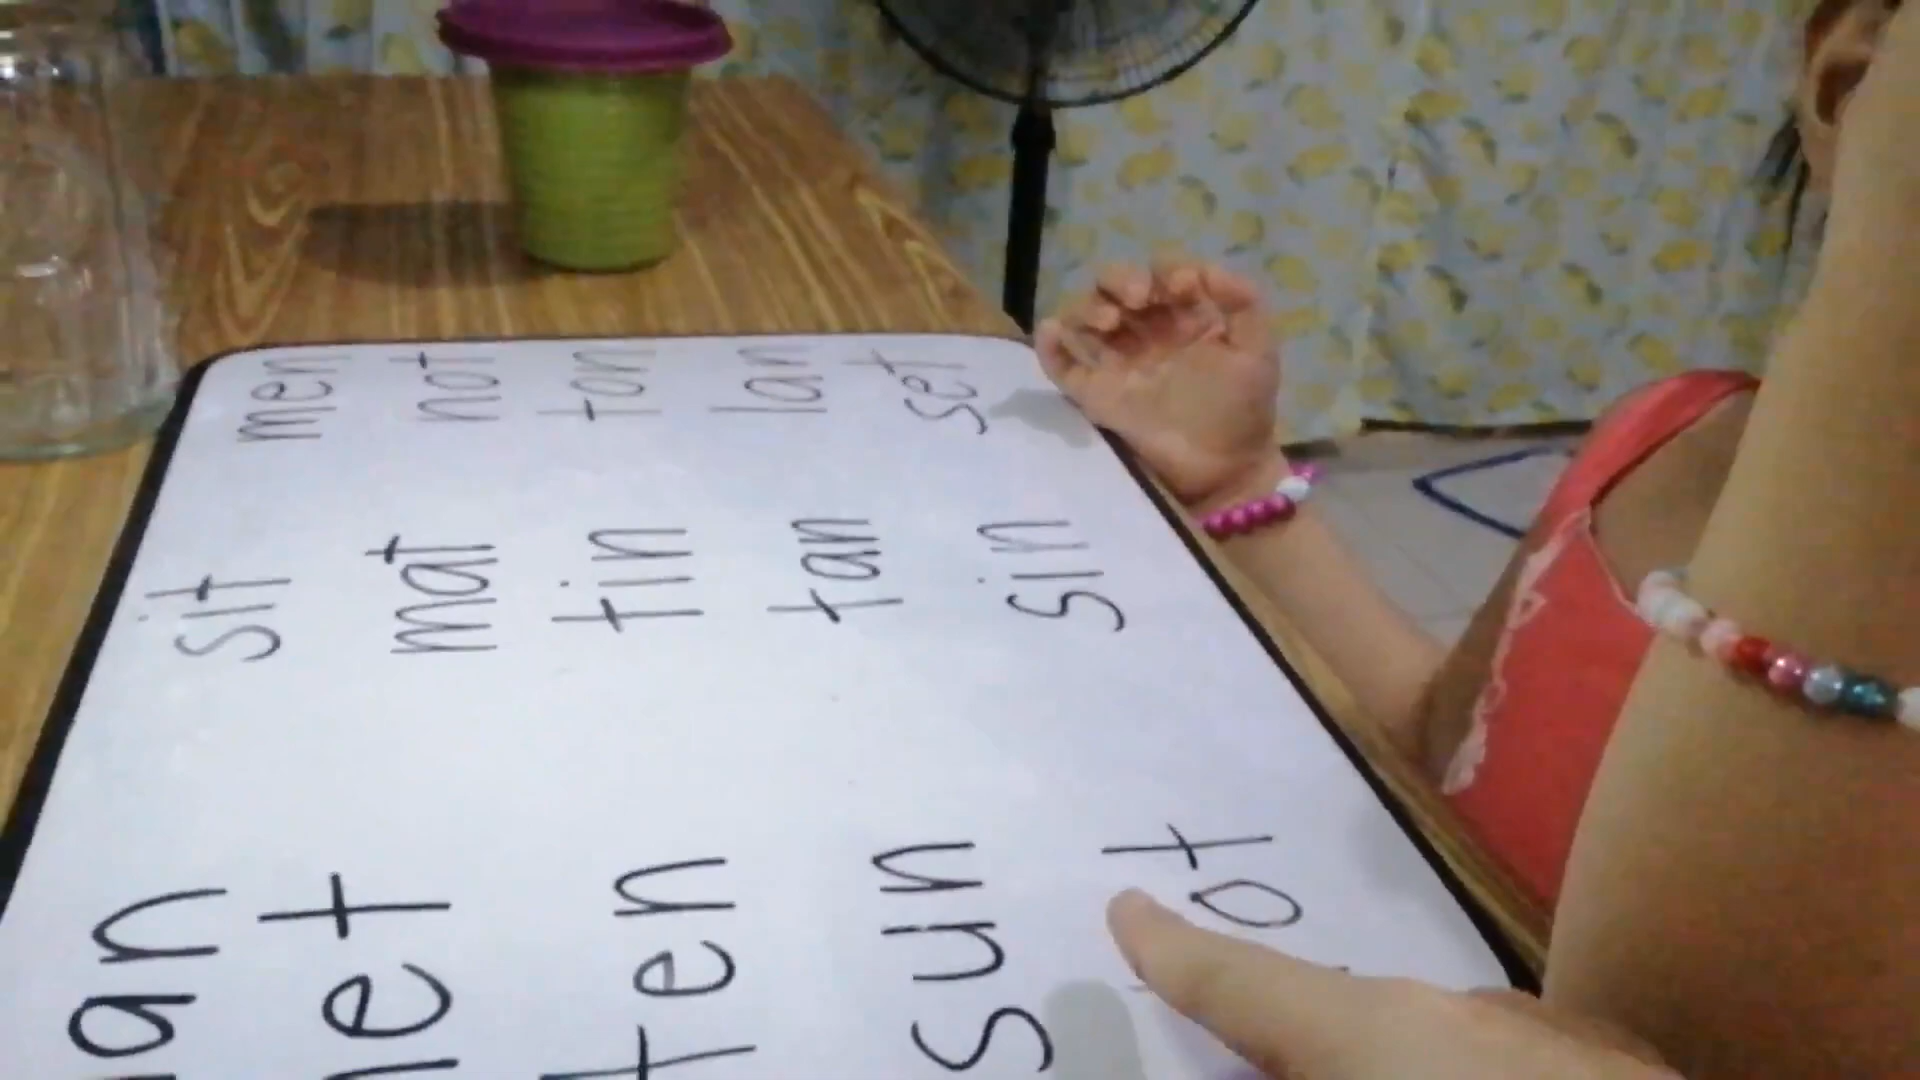 sit men
mat not
ten tin ton
sun tan lan
sin set